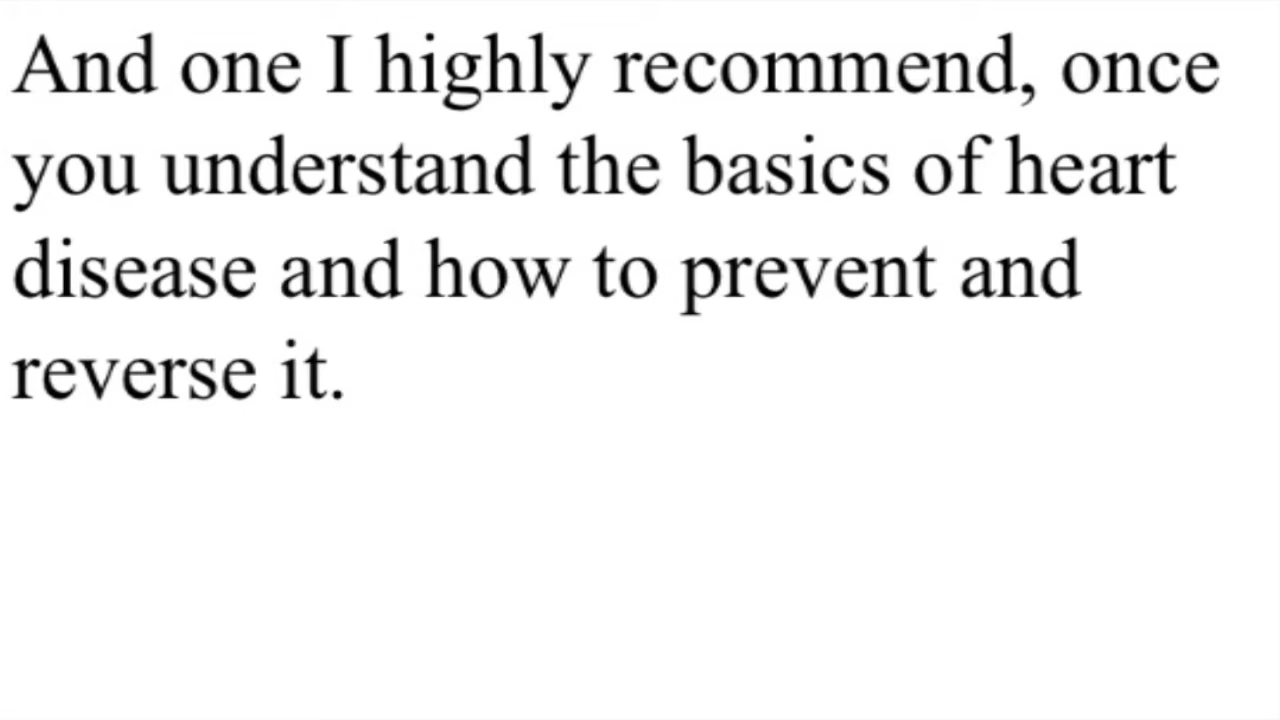 And one I highly recommend, once
you understand the basics of heart
disease and how to prevent and
reverse it.